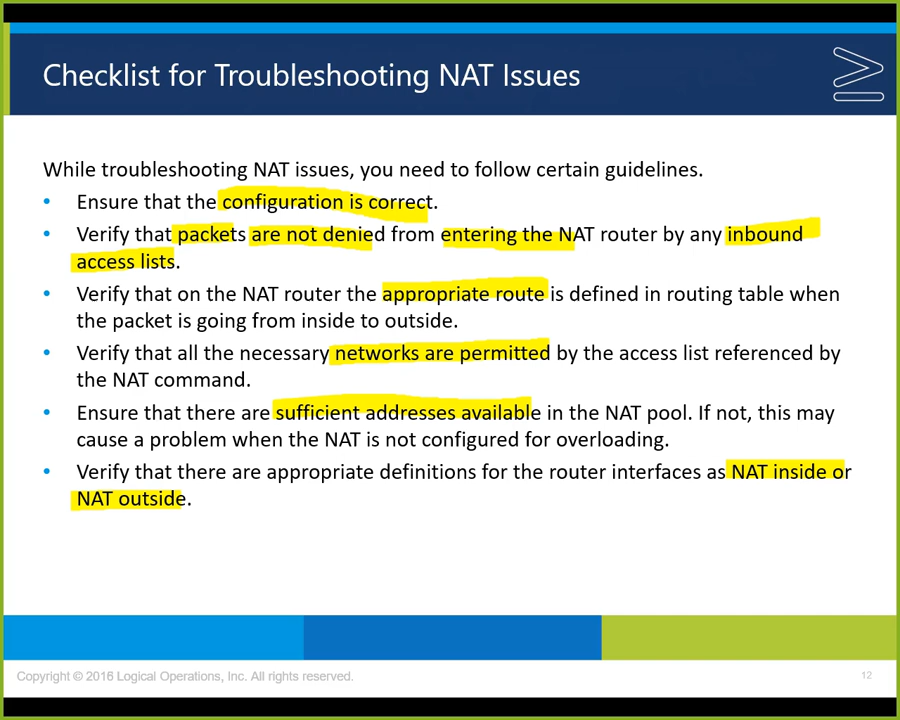 Checklist for Troubleshooting NAT Issues
While troubleshooting NAT issues, you need to follow certain guidelines.
• Ensure that the configuration is correct.
• Verify that packets are not denied from entering the NAT router by any inbound
access lists.
• Verify that on the NAT router the appropriate route is defined in routing table when
the packet is going from inside to outside.
• Verify that all the necessary networks are permitted by the access list referenced by
the NAT command.
• Ensure that there are sufficient addresses available in the NAT pool. If not, this may
cause a problem when the NAT is not configured for overloading.
• Verify that there are appropriate definitions for the router interfaces as NAT inside or
NAT outside.
Copyright © 2016 Logical Operations, Inc. All rights reserved.
12